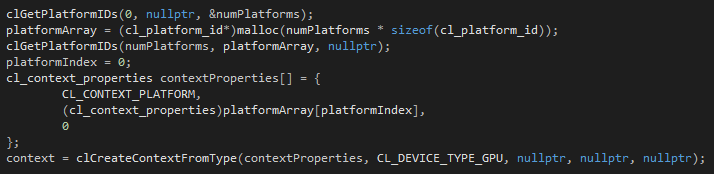 clGetPlatformIDs(0, nullptr, &numPlatforms);
platformArray = (cl_platform_id*)malloc(numPlatforms * sizeof(cl_platform_id));
clGetPlatformIDs(numPlatforms, platformArray, nullptr);
platformIndex = 0;
cl_context_properties contextProperties[] = {
        CL_CONTEXT_PLATFORM,
        (cl_context_properties)platformArray[platformIndex],
        0
};
context = clCreateContextFromType(contextProperties, CL_DEVICE_TYPE_GPU, nullptr, nullptr, nullptr);